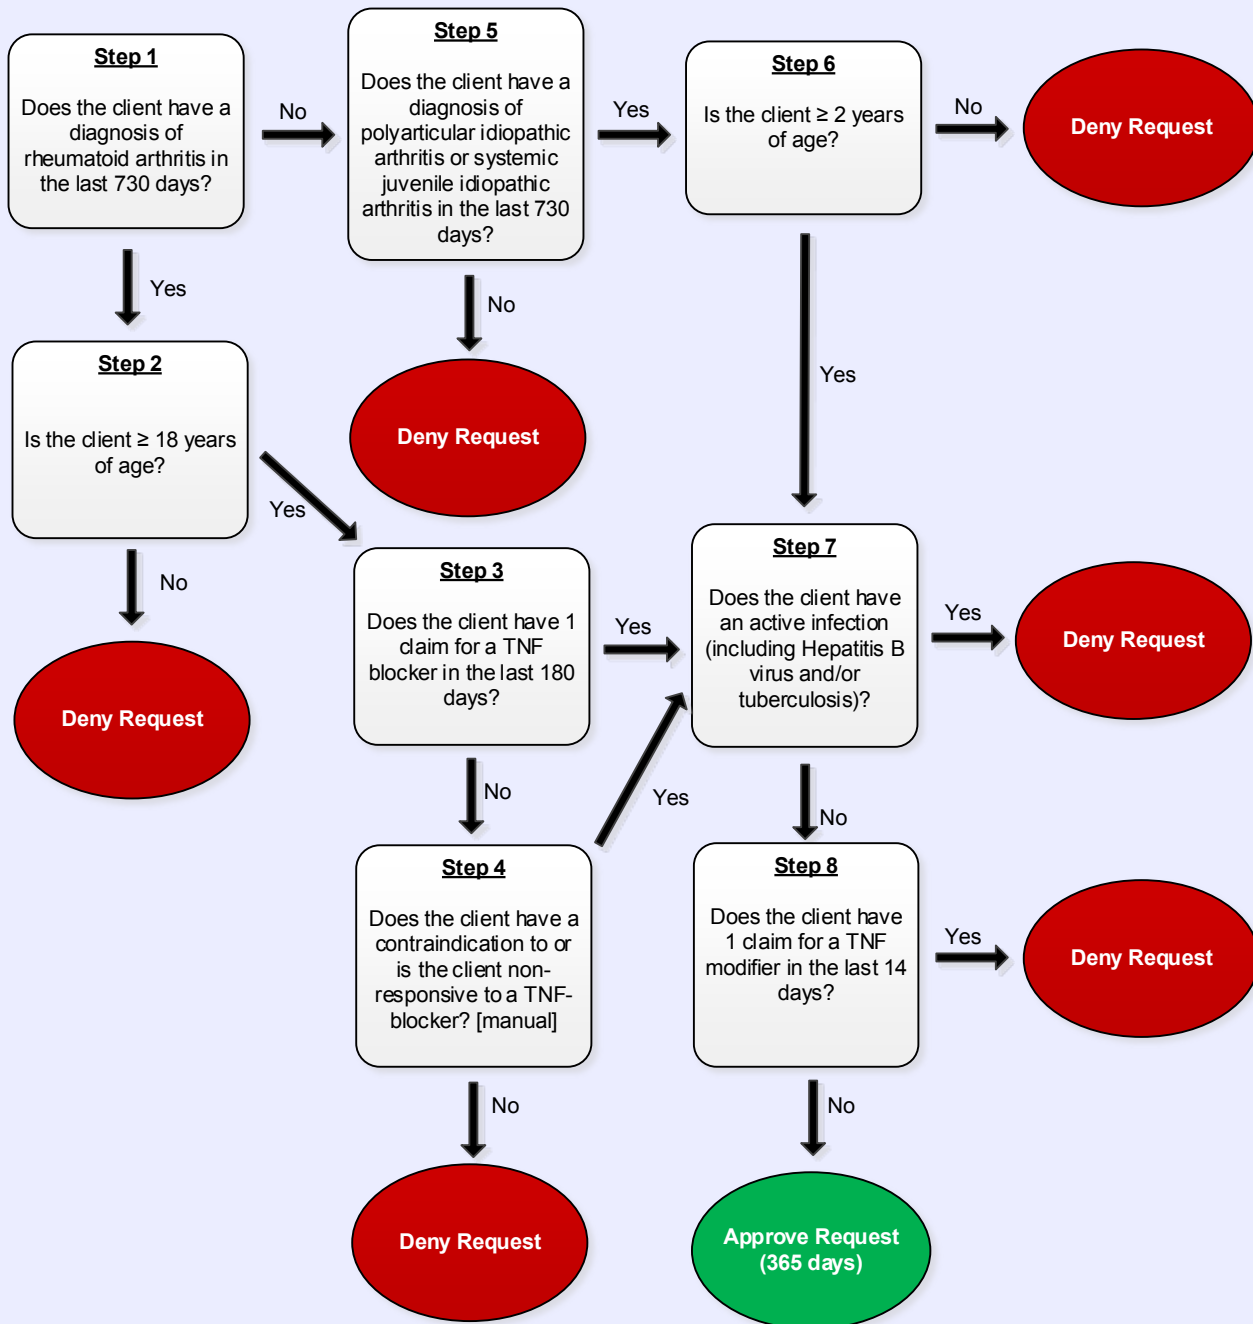 Step 1
Does the client have a
diagnosis of
rheumatoid arthritis in
the last 730 days?
No
Step 5
Does the client have a
diagnosis of
polyarticular idiopathic
arthritis or systemic
juvenile idiopathic
arthritis in the last 730
days?
Yes
Step 6
Is the client ≥ 2 years
of age?
No
Deny Request
Yes
No
Yes
Step 2
Is the client ≥ 18 years
of age?
Yes
Deny Request
No
Deny Request
Step 3
Does the client have 1
claim for a TNF
blocker in the last 180
days?
Yes
Step 7
Does the client have
an active infection
(including Hepatitis B
virus and/or
tuberculosis)?
Yes
Deny Request
No
Yes
No
Step 4
Does the client have a
contraindication to or
is the client non-
responsive to a TNF-
blocker? [manual]
Step 8
Does the client have
1 claim for a TNF
modifier in the last 14
days?
Yes
Deny Request
No
No
Deny Request
Approve Request
(365 days)